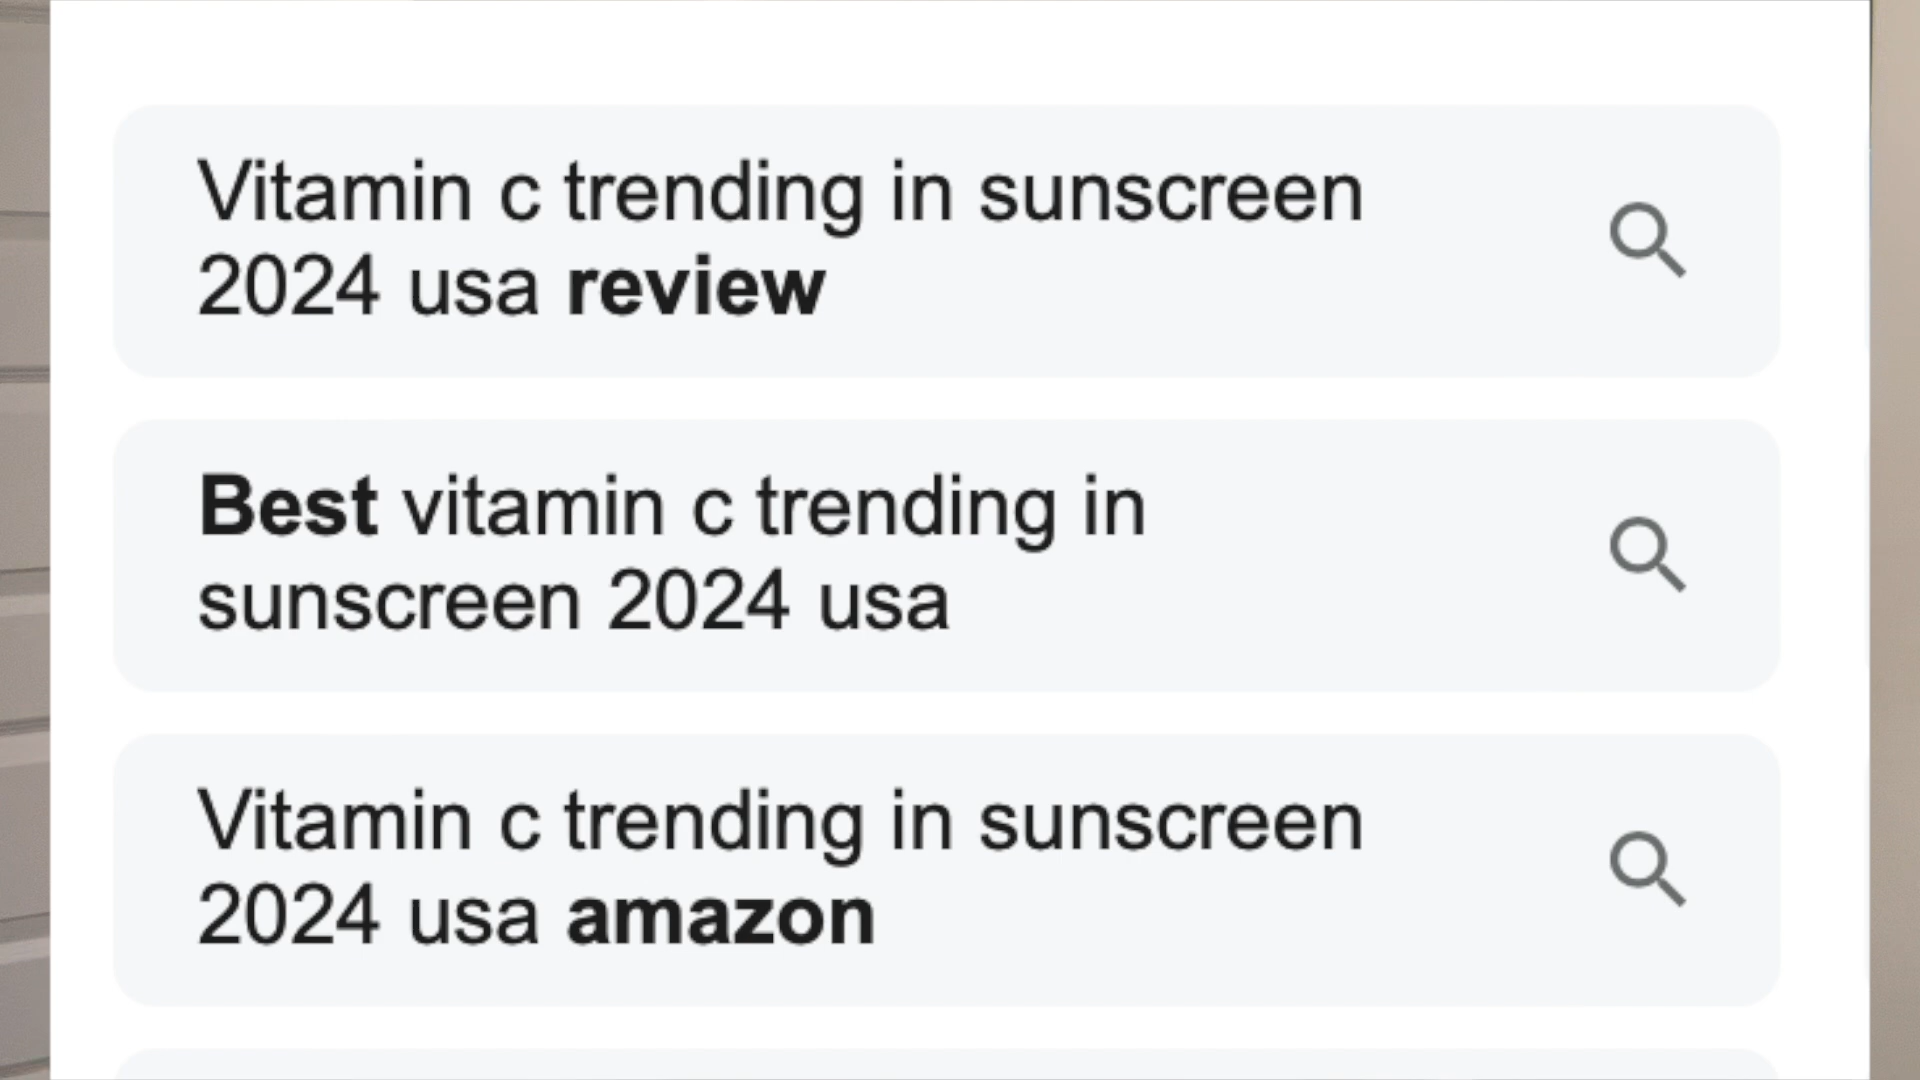 Vitamin c trending in sunscreen
2024 usa review
Best vitamin c trending in
sunscreen 2024 usa
Vitamin c trending in sunscreen
2024 usa amazon